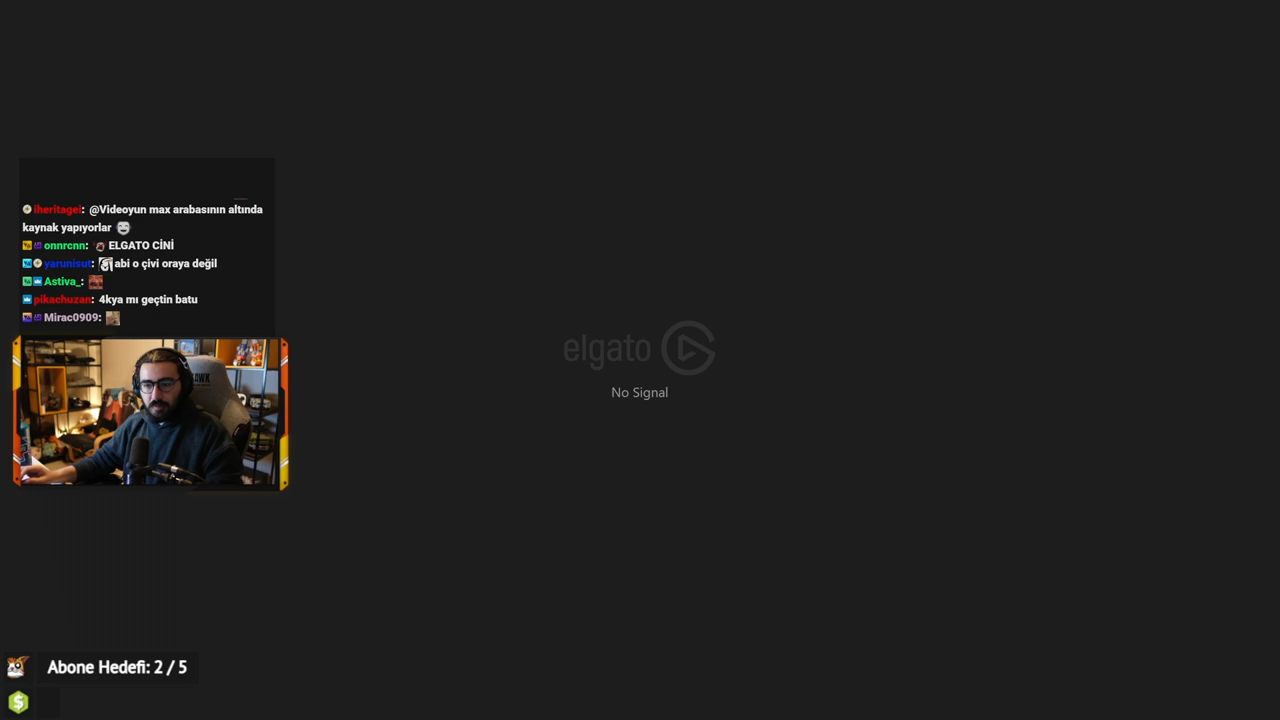 iheritagel: @Videoyun max arabasının altında
kaynak yapıyorlar
onnrcnn: ELGATO CİNİ
yarunisut: abi o çivi oraya değil
Astiva_:
pikachuzan: 4kya mı geçtin batu
Mirac0909:
elgato
No Signal
Abone Hedefi: 2 / 5